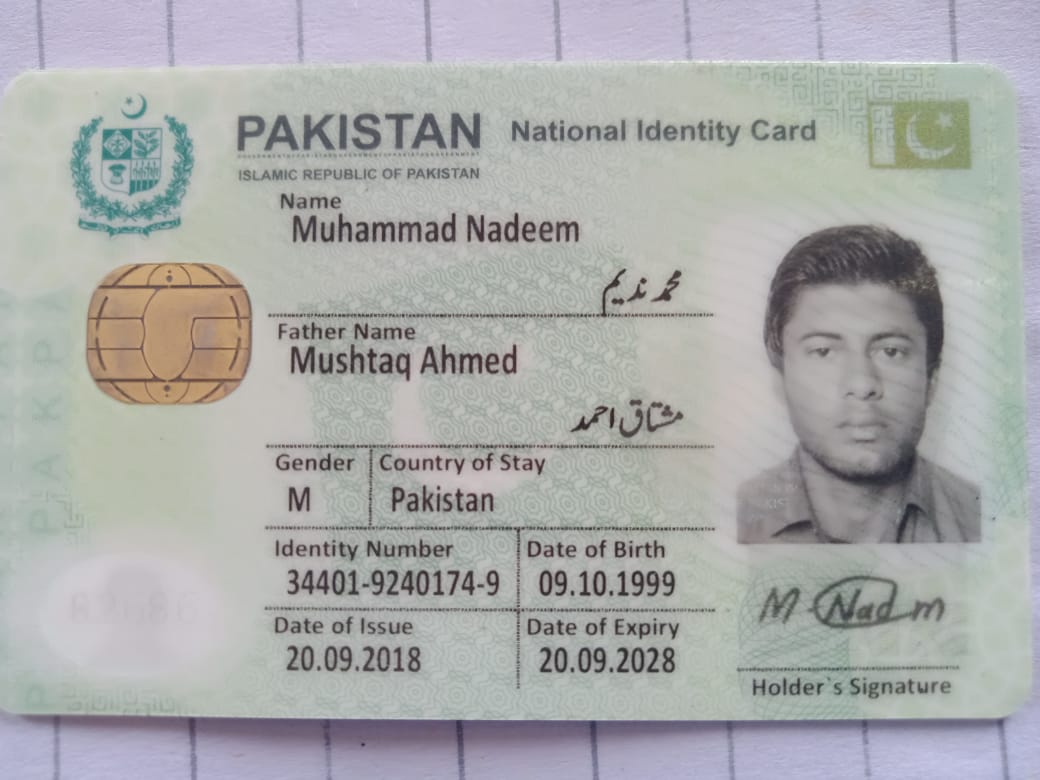 PAKISTAN National Identity Card
ISLAMIC REPUBLIC OF PAKISTAN
Name
Muhammad Nadeem
محمد ندیم
Father Name
Mushtaq Ahmed
مشتاق احمد
Gender Country of Stay
M Pakistan
Identity Number Date of Birth
34401-9240174-9 09.10.1999
Date of Issue Date of Expiry
20.09.2018 20.09.2028
M. Nadm
Holder`s Signature